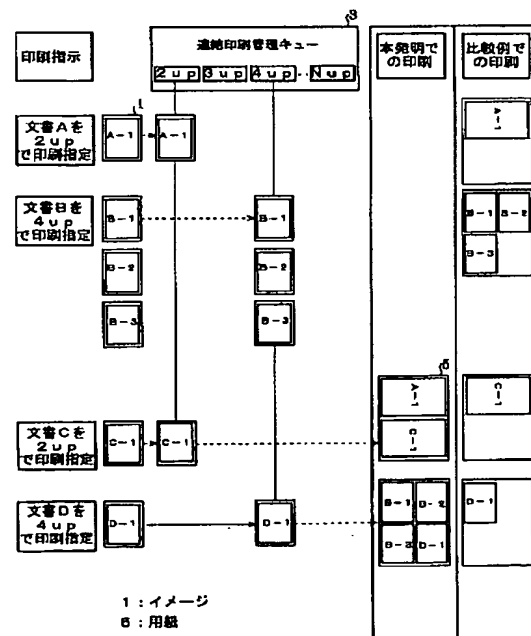 3
連結印刷管理キュー
2up 3up 4up Nup
印刷指示
本発明で
の印刷
比較例で
の印刷
1
文書Aを
2up
で印刷指定
A-1
A-1
A-1
文書Bを
4up
で印刷指定
B-1
B-1
B-1 B-2
B-2
B-2
B-3
B-3
B-3
6
文書Cを
2up
で印刷指定
C-1
C-1
A-1
C-1
C-1
文書Dを
4up
で印刷指定
D-1
D-1
B-1 B-2
B-3 D-1
D-1
1:イメージ
6:用紙